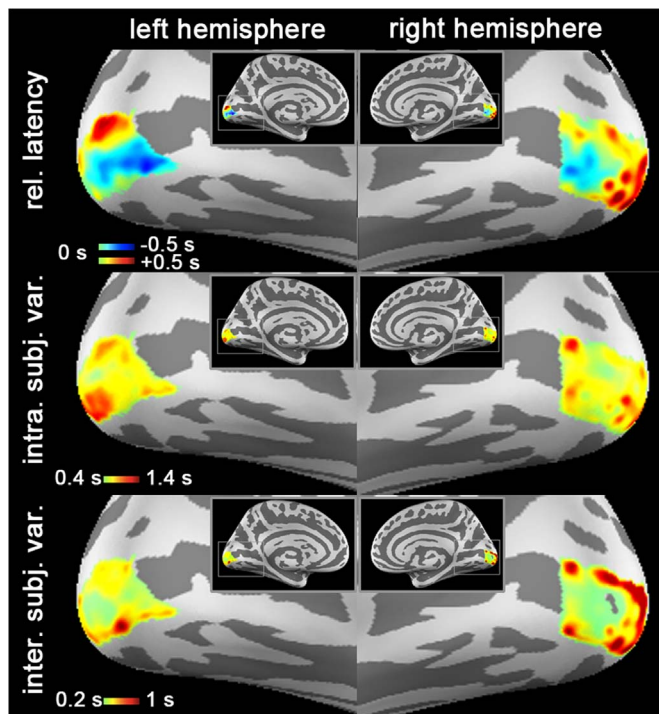 left hemisphere right hemisphere
rel. latency
0 s -0.5 s
+0.5 s
intra. subj. var.
0.4 s 1.4 s
inter. subj. var.
0.2 s 1 s